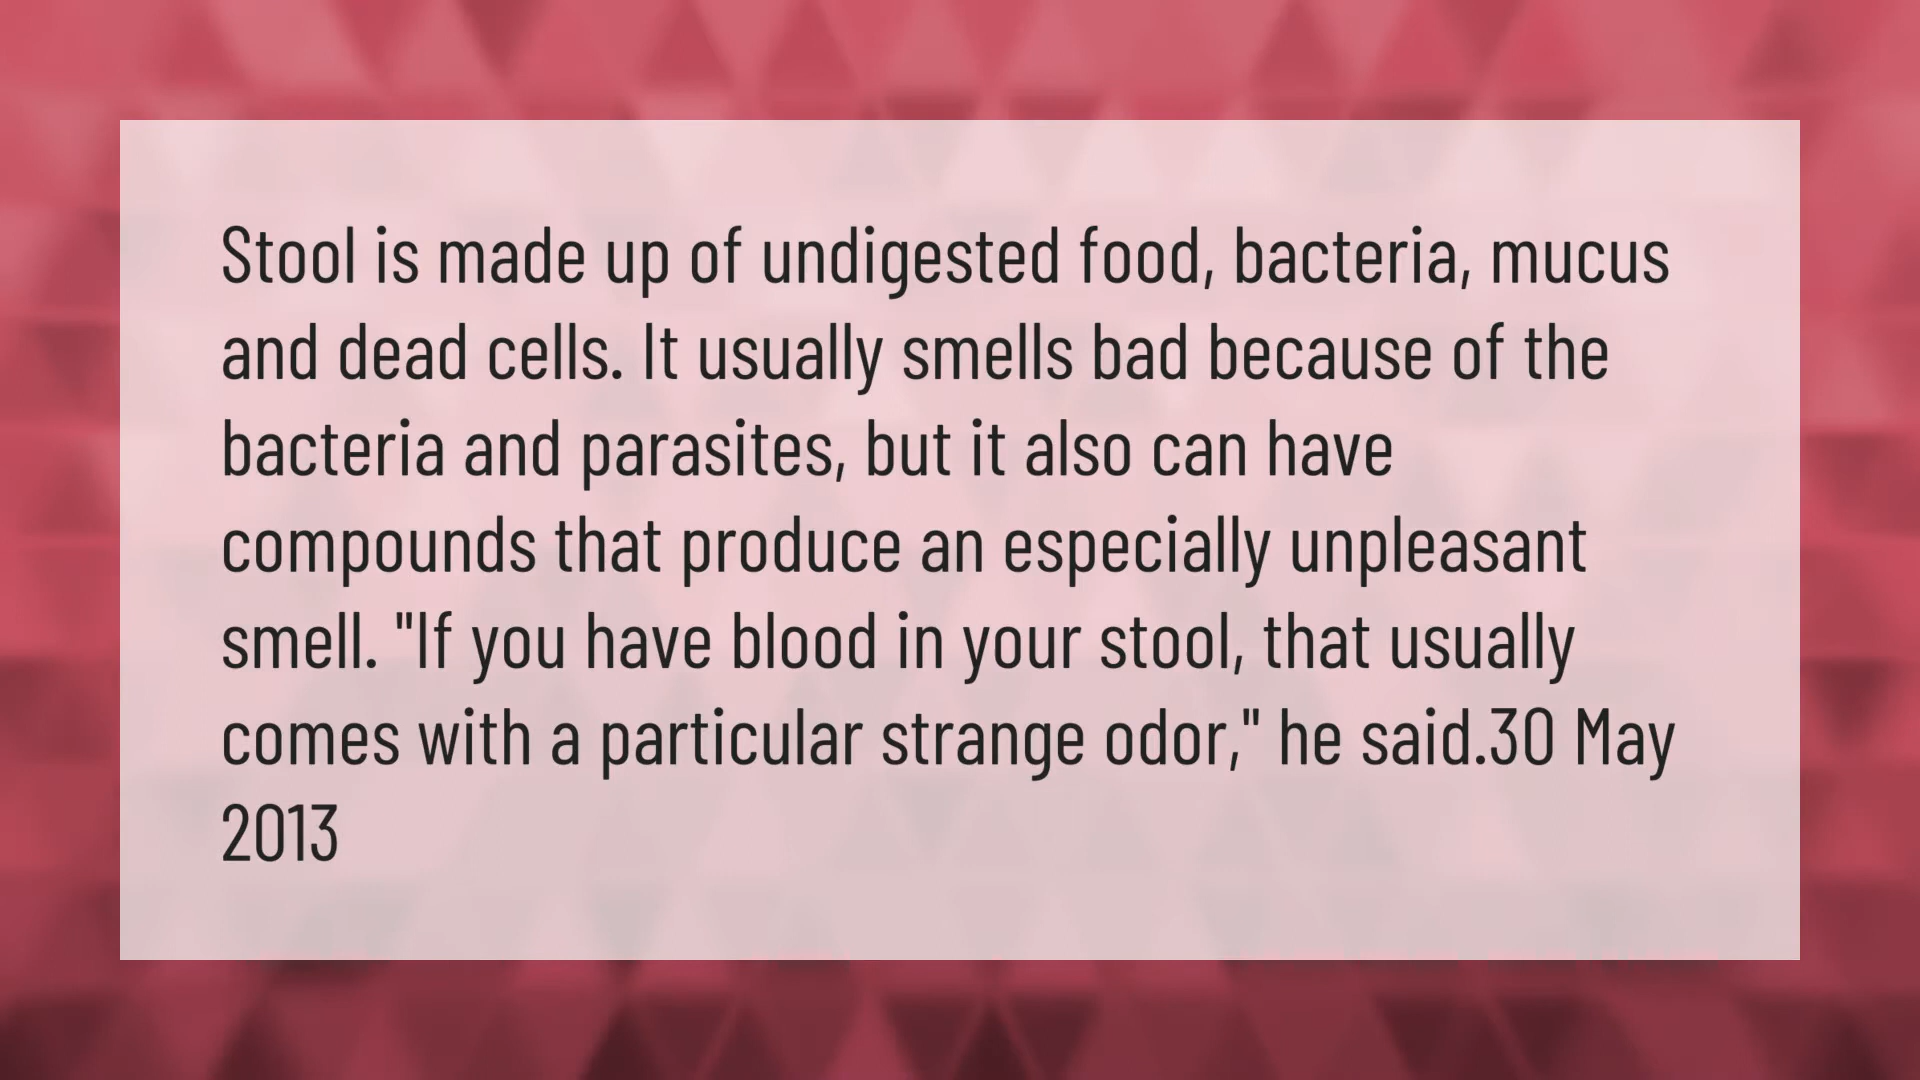 Stool is made up of undigested food, bacteria, mucus
and dead cells. It usually smells bad because of the
bacteria and parasites, but it also can have
compounds that produce an especially unpleasant
smell. "If you have blood in your stool, that usually
comes with a particular strange odor," he said.30 May
2013